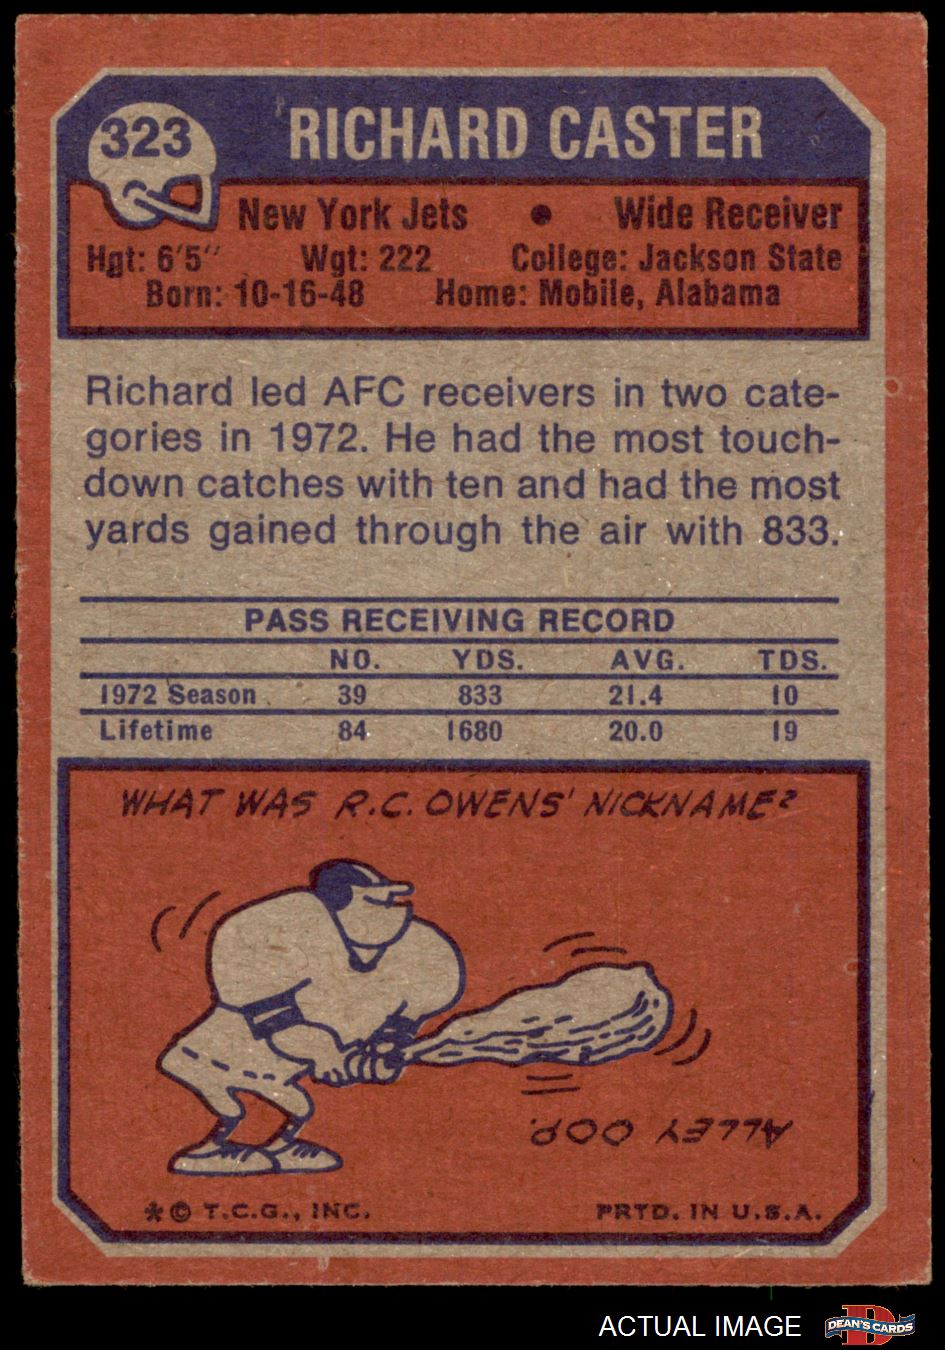 323
RICHARD CASTER
New York Jets • Wide Receiver
Hgt: 6'5" Wgt: 222 College: Jackson State
Born: 10-16-48 Home: Mobile, Alabama
Richard led AFC receivers in two cate-
gories in 1972. He had the most touch-
down catches with ten and had the most
yards gained through the air with 833.
PASS RECEIVING RECORD
NO. YDS. AVG. TDS.
1972 Season 39 833 21.4 10
Lifetime 84 1680 20.0 19
WHAT WAS R.C. OWENS' NICKNAME?
ALLEY OOP.
*© T.C.G., INC. PRTD. IN U.S.A.
ACTUAL IMAGE
D
DEAN'S CARDS